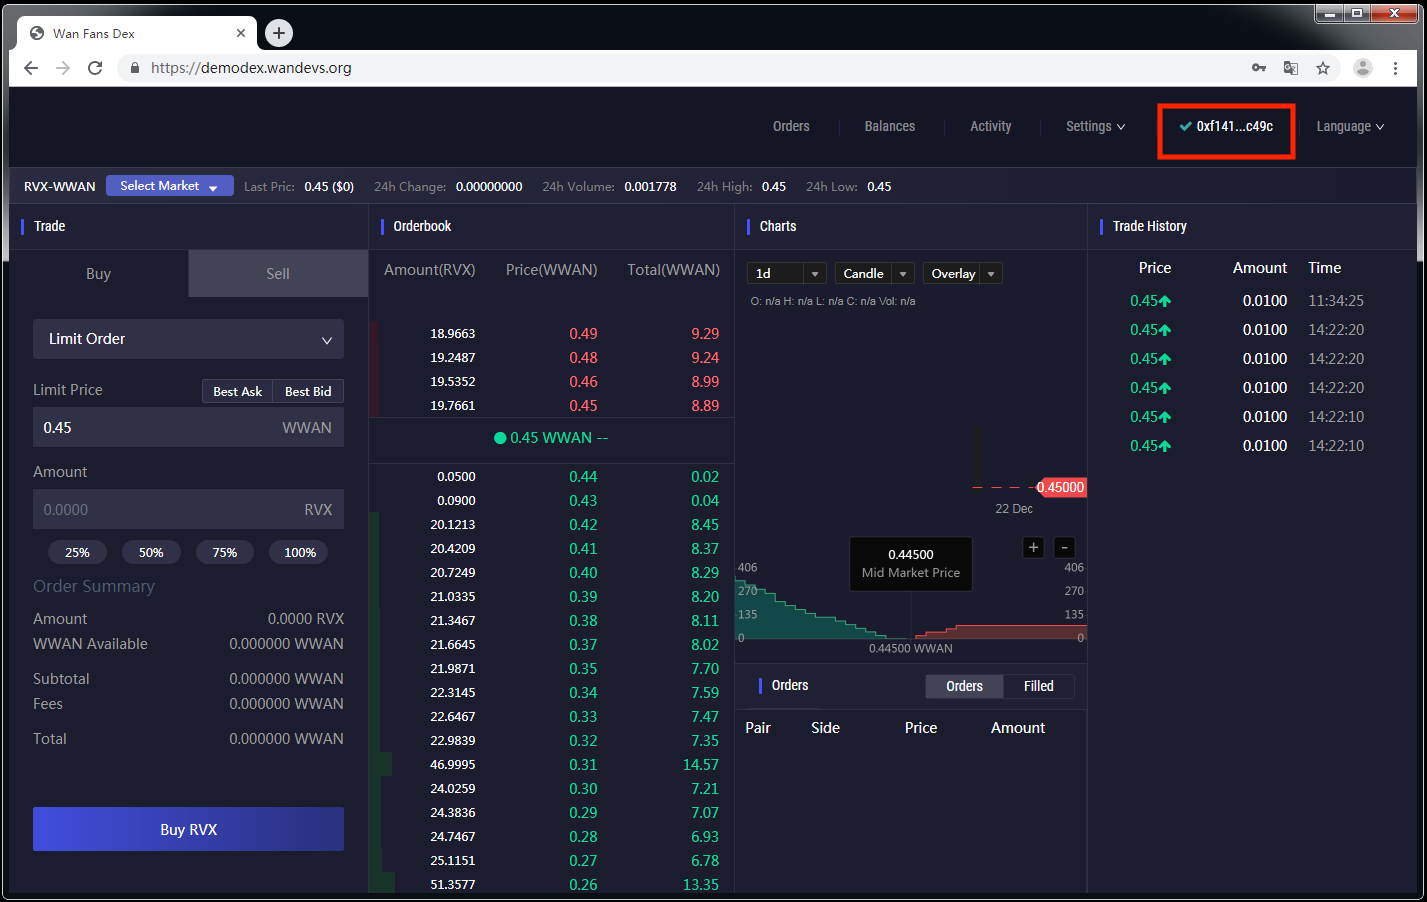 Wan Fans Dex
https://demodex.wandevs.org
Orders Balances Activity Settings 0xf141...c49c Language
RVX-WWAN Select Market Last Pric: 0.45 ($0) 24h Change: 0.00000000 24h Volume: 0.001778 24h High: 0.45 24h Low: 0.45
Trade
Buy Sell
Limit Order
Limit Price Best Ask Best Bid
0.45 WWAN
Amount
0.0000 RVX
25% 50% 75% 100%
Order Summary
Amount 0.0000 RVX
WWAN Available 0.000000 WWAN
Subtotal 0.000000 WWAN
Fees 0.000000 WWAN
Total 0.000000 WWAN
Buy RVX
Orderbook
Amount(RVX) Price(WWAN) Total(WWAN)
18.9663 0.49 9.29
19.2487 0.48 9.24
19.5352 0.46 8.99
19.7661 0.45 8.89
0.45 WWAN --
0.0500 0.44 0.02
0.0900 0.43 0.04
20.1213 0.42 8.45
20.4209 0.41 8.37
20.7249 0.40 8.29
21.0335 0.39 8.20
21.3467 0.38 8.11
21.6645 0.37 8.02
21.9871 0.35 7.70
22.3145 0.34 7.59
22.6467 0.33 7.47
22.9839 0.32 7.35
46.9995 0.31 14.57
24.0259 0.30 7.21
24.3836 0.29 7.07
24.7467 0.28 6.93
25.1151 0.27 6.78
51.3577 0.26 13.35
Charts
1d Candle Overlay
O: n/a H: n/a L: n/a C: n/a Vol: n/a
0.45000
22 Dec
0.44500
Mid Market Price
+ -
406 406
270 270
135 135
0 0
0.44500 WWAN
Orders Orders Filled
Pair Side Price Amount
Trade History
Price Amount Time
0.45 0.0100 11:34:25
0.45 0.0100 14:22:20
0.45 0.0100 14:22:20
0.45 0.0100 14:22:20
0.45 0.0100 14:22:10
0.45 0.0100 14:22:10